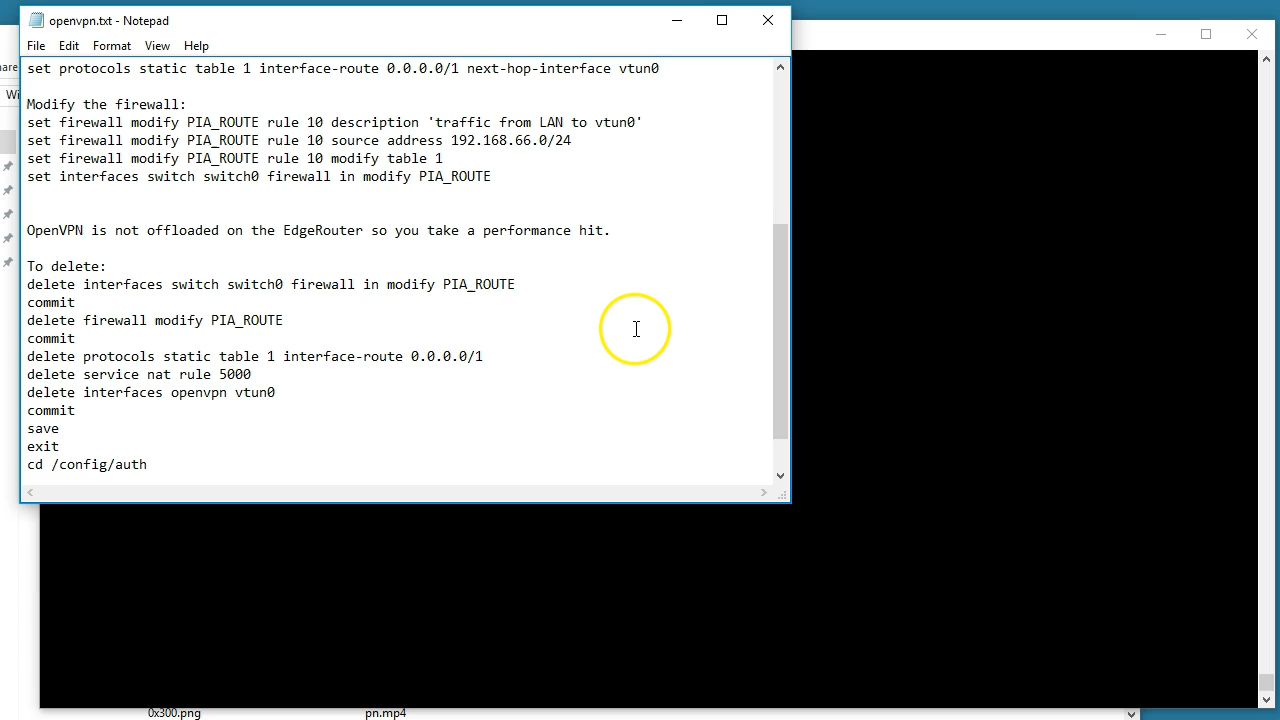 openvpn.txt - Notepad
File Edit Format View Help
set protocols static table 1 interface-route 0.0.0.0/1 next-hop-interface vtun0
Modify the firewall:
set firewall modify PIA_ROUTE rule 10 description 'traffic from LAN to vtun0'
set firewall modify PIA_ROUTE rule 10 source address 192.168.66.0/24
set firewall modify PIA_ROUTE rule 10 modify table 1
set interfaces switch switch0 firewall in modify PIA_ROUTE
OpenVPN is not offloaded on the EdgeRouter so you take a performance hit.
To delete:
delete interfaces switch switch0 firewall in modify PIA_ROUTE
commit
delete firewall modify PIA_ROUTE
commit
delete protocols static table 1 interface-route 0.0.0.0/1
delete service nat rule 5000
delete interfaces openvpn vtun0
commit
save
exit
cd /config/auth
hare
Wi
0x300.png pn.mp4